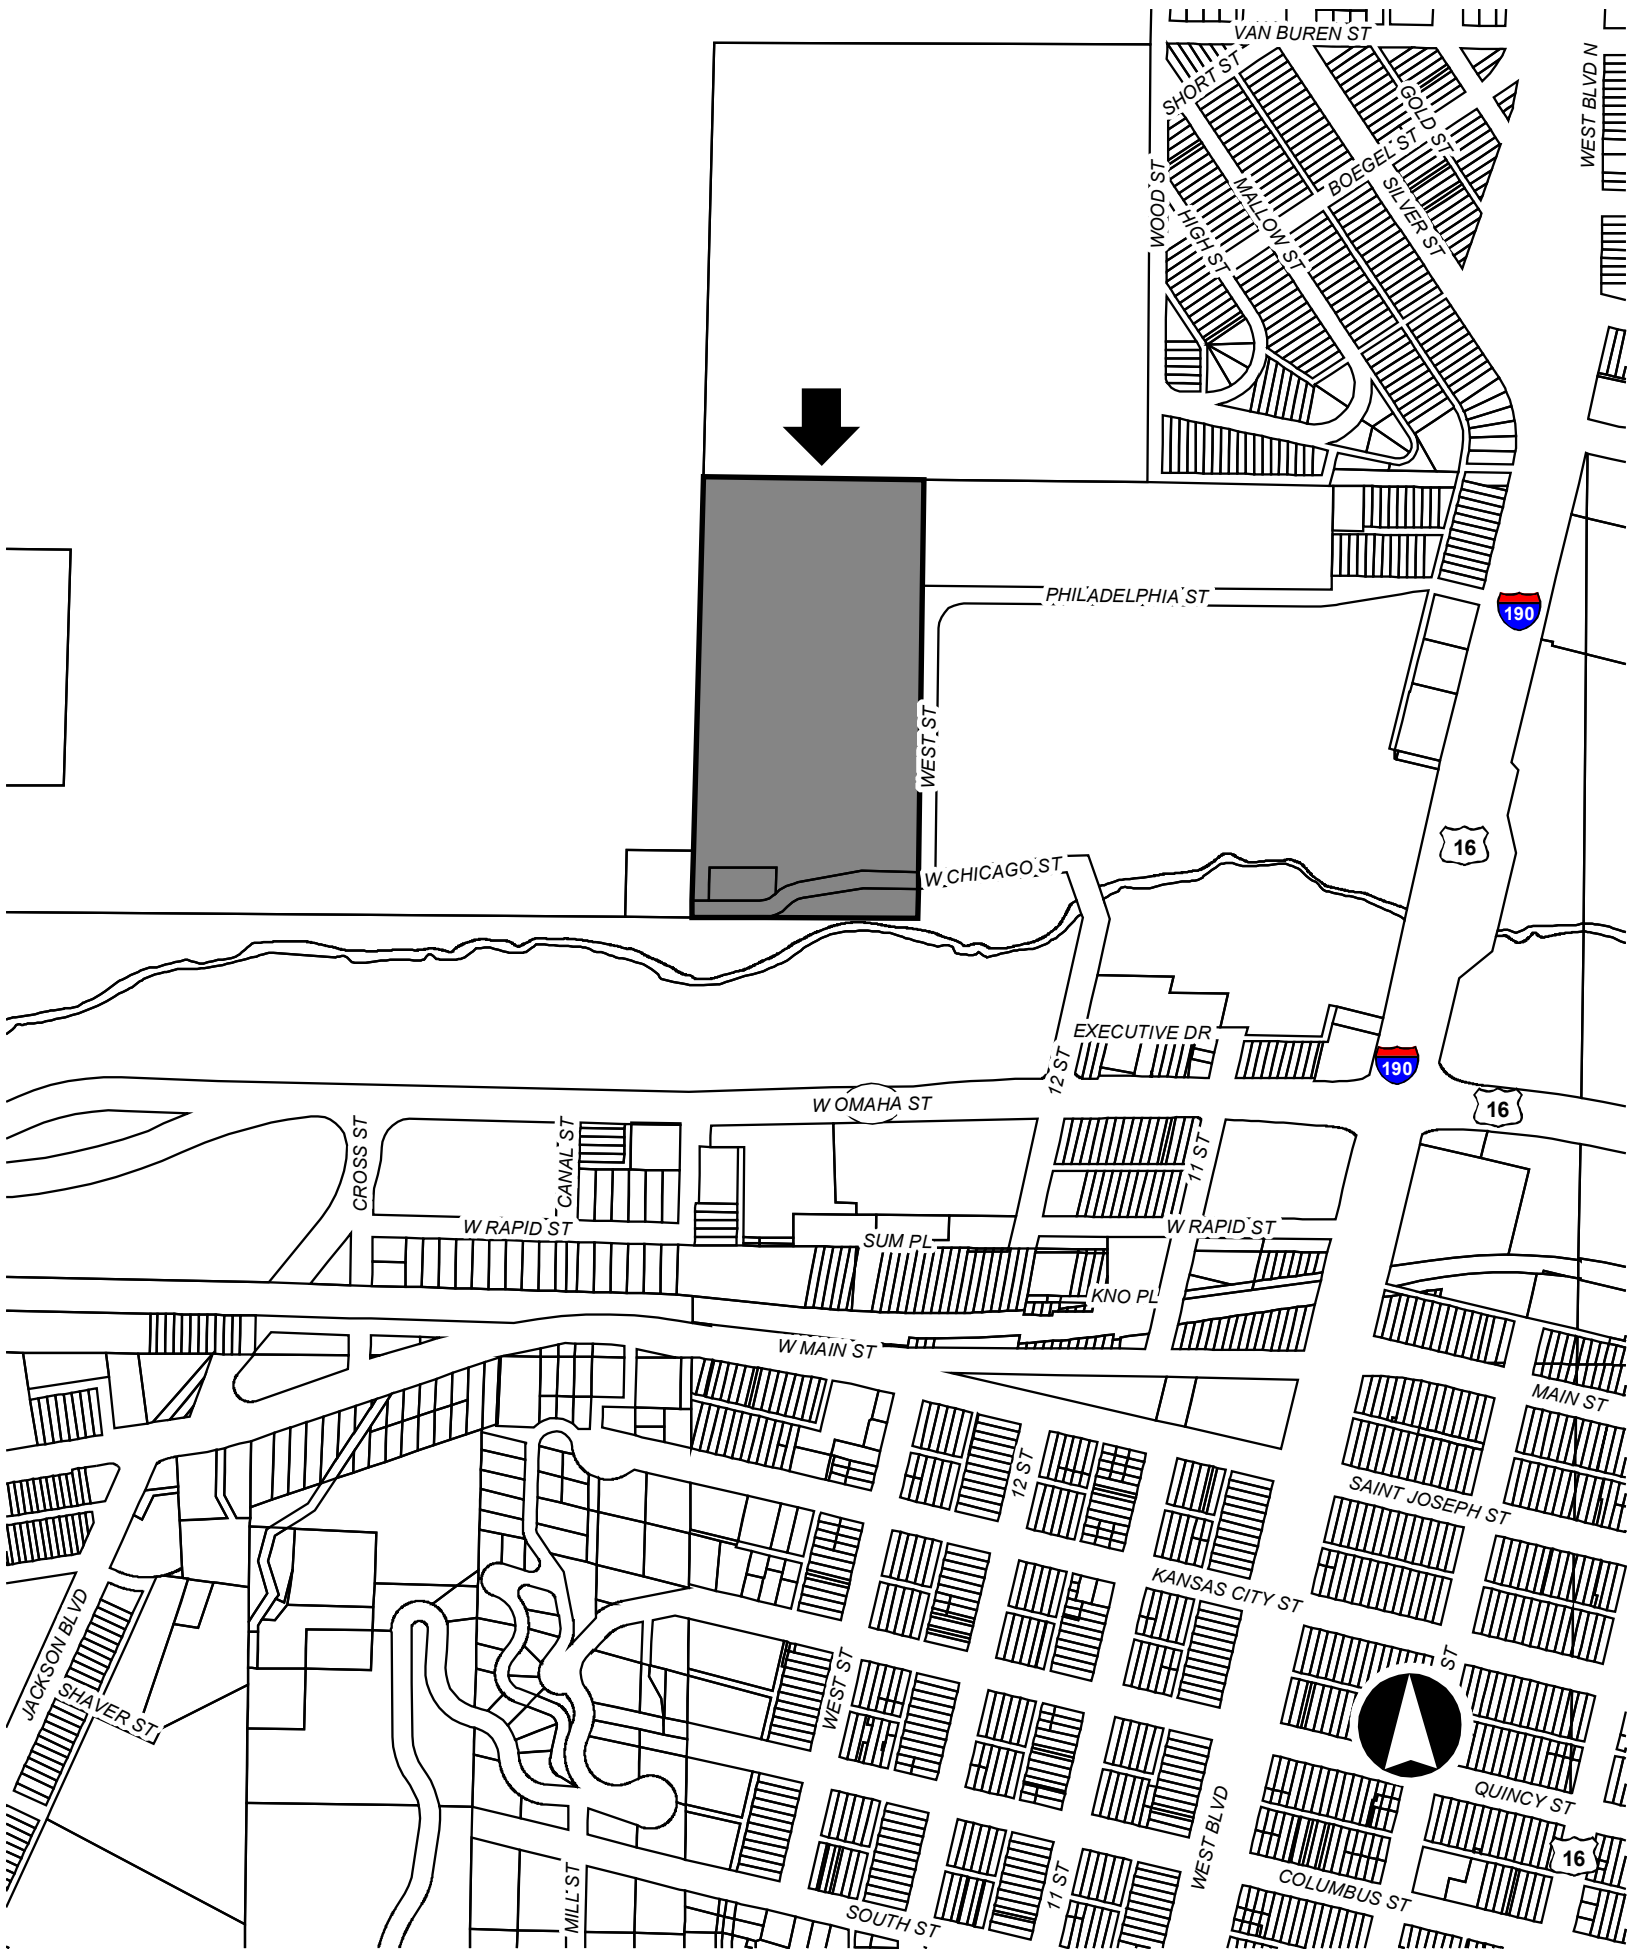 VAN BUREN ST
WEST BLVD N
SHORT ST
GOLD ST
BOEGEL ST
SILVER ST
WOOD ST
MALLOW ST
HIGH ST
PHILADELPHIA ST
190
WEST ST
16
W CHICAGO ST
EXECUTIVE DR
12 ST
190
W OMAHA ST
16
CROSS ST
CANAL ST
11 ST
W RAPID ST
W RAPID ST
SUM PL
KNO PL
W MAIN ST
MAIN ST
12 ST
SAINT JOSEPH ST
KANSAS CITY ST
JACKSON BLVD
SHAVER ST
WEST ST
ST
QUINCY ST
WEST BLVD
16
MILL ST
11 ST
COLUMBUS ST
SOUTH ST